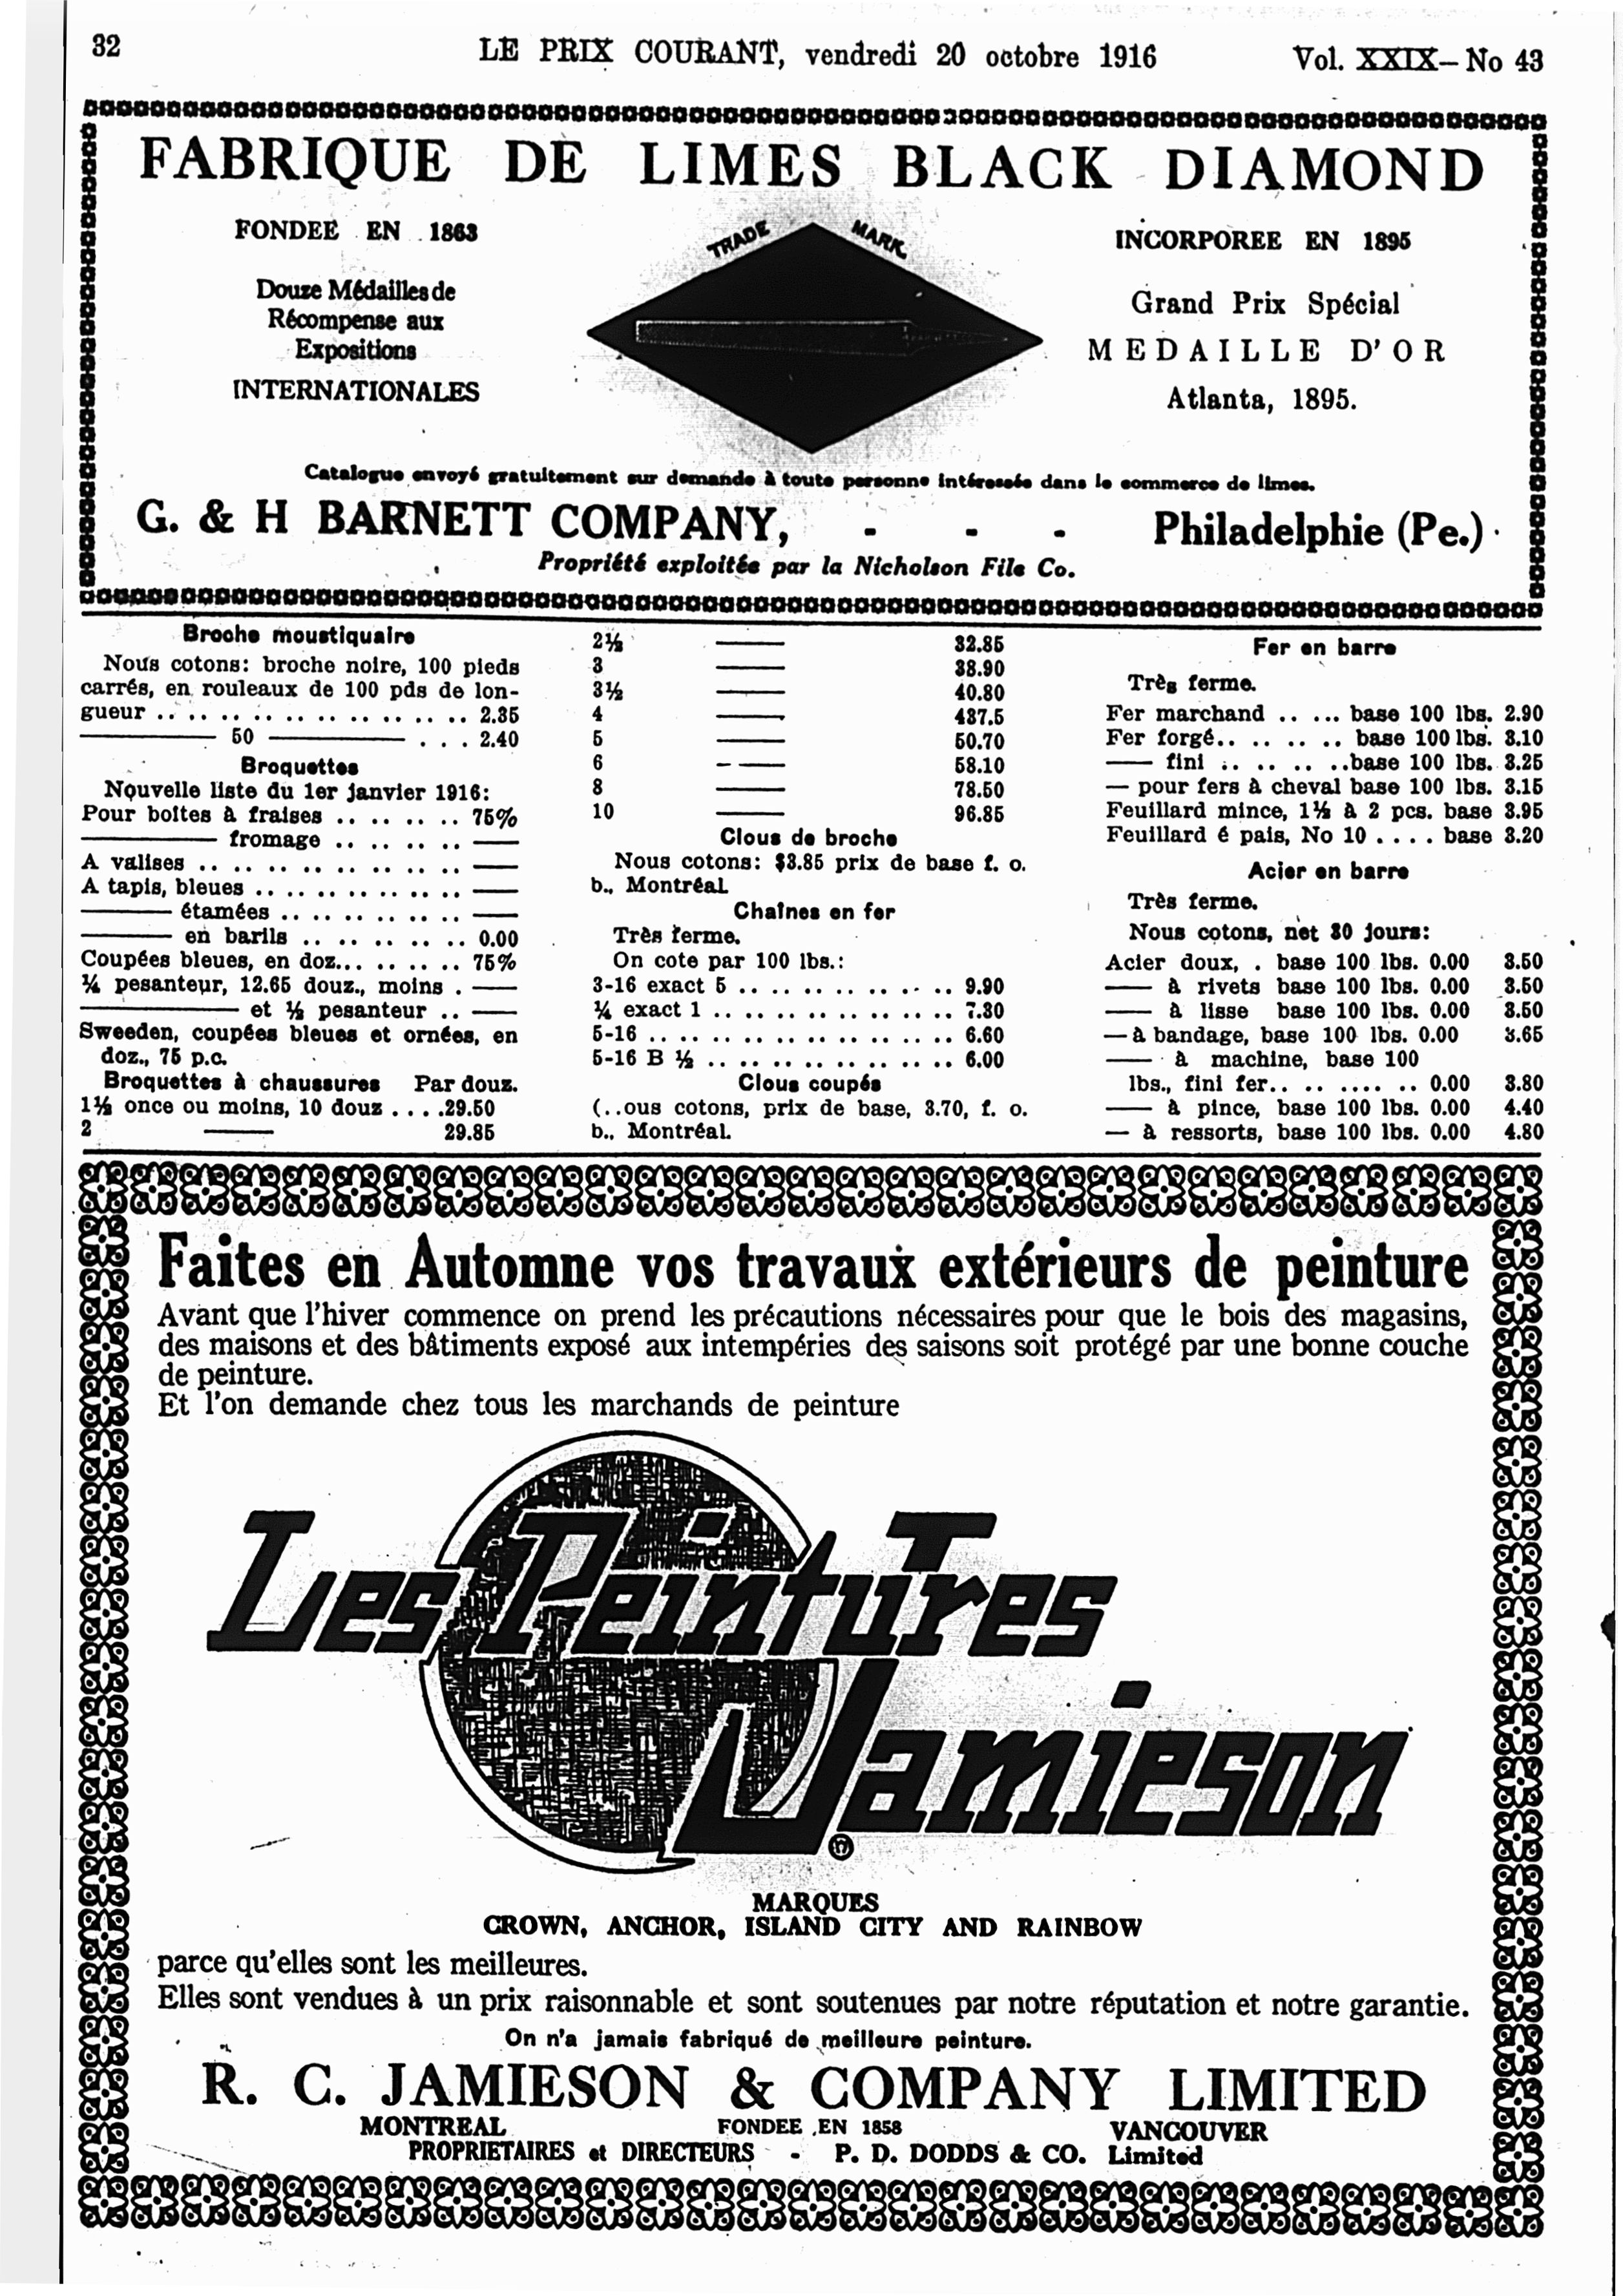 32
LE PRIX COURANT, vendredi 20 octobre 1916
Vol. XXIX—No 43
FABRIQUE DE LIMES BLACK DIAMOND
FONDEE EN 1863
Douze Médailles de
Récompense aux
Expositions
INTERNATIONALES
TRADE MARK
INCORPOREE EN 1895
Grand Prix Spécial
MEDAILLE D'OR
Atlanta, 1895.
Catalogue envoyé gratuitement sur demande à toute personne intéressée dans le commerce de limes.
G. & H BARNETT COMPANY, - - - Philadelphie (Pe.)
Propriété exploitée par la Nicholson File Co.
Broche moustiquaire
Nous cotons: broche noire, 100 pieds
carrés, en rouleaux de 100 pds de lon-
gueur .. .. .. .. .. .. .. .. .. .. 2.35
——— 50 ——— . . . 2.40
Broquettes
Nouvelle liste du 1er janvier 1916:
Pour boîtes à fraises .. .. .. .. 75%
——— fromage .. .. .. .. ——
A valises .. .. .. .. .. .. .. .. ——
A tapis, bleues .. .. .. .. .. .. ——
——— étamées .. .. .. .. .. .. ——
——— en barils .. .. .. .. .. 0.00
Coupées bleues, en doz... .. .. .. 75%
¼ pesanteur, 12.65 douz., moins . ——
——— et ½ pesanteur .. ——
Sweeden, coupées bleues et ornées, en
doz., 75 p.c.
Broquettes à chaussures Par douz.
1½ once ou moins, 10 douz ....29.50
2 ——— 29.85
2½ ——— 32.85
3 ——— 38.90
3½ ——— 40.80
4 ——— 437.5
5 ——— 50.70
6 ——— 58.10
8 ——— 78.50
10 ——— 96.85
Clous de broche
Nous cotons: $3.85 prix de base f. o.
b., Montréal.
Chaînes en fer
Très ferme.
On cote par 100 lbs.:
3-16 exact 5 .. .. .. .. .. .. .. 9.90
¼ exact 1 .. .. .. .. .. .. .. .. 7.30
5-16 .. .. .. .. .. .. .. .. .. .. 6.60
5-16 B ½ .. .. .. .. .. .. .. .. 6.00
Clous coupés
(..ous cotons, prix de base, 3.70, f. o.
b., Montréal.
Fer en barre
Très ferme.
Fer marchand .. ... base 100 lbs. 2.90
Fer forgé.. .. .. .. base 100 lbs. 3.10
—— fini .. .. .. ..base 100 lbs. 3.25
— pour fers à cheval base 100 lbs. 3.15
Feuillard mince, 1½ à 2 pcs. base 3.95
Feuillard é pais, No 10 .... base 3.20
Acier en barre
Très ferme.
Nous cotons, net 30 jours:
Acier doux, . base 100 lbs. 0.00 3.50
—— à rivets base 100 lbs. 0.00 3.50
—— à lisse base 100 lbs. 0.00 3.50
— à bandage, base 100 lbs. 0.00 3.65
—— à machine, base 100
lbs., fini fer.. .. .... .. 0.00 3.80
—— à pince, base 100 lbs. 0.00 4.40
— à ressorts, base 100 lbs. 0.00 4.80
Faites en Automne vos travaux extérieurs de peinture
Avant que l'hiver commence on prend les précautions nécessaires pour que le bois des magasins,
des maisons et des bâtiments exposé aux intempéries des saisons soit protégé par une bonne couche
de peinture.
Et l'on demande chez tous les marchands de peinture
Les Peintures
Jamieson
MARQUES
CROWN, ANCHOR, ISLAND CITY AND RAINBOW
parce qu'elles sont les meilleures.
Elles sont vendues à un prix raisonnable et sont soutenues par notre réputation et notre garantie.
On n'a jamais fabriqué de meilleure peinture.
R. C. JAMIESON & COMPANY LIMITED
MONTREAL FONDEE EN 1858 VANCOUVER
PROPRIETAIRES et DIRECTEURS - P. D. DODDS & CO. Limited